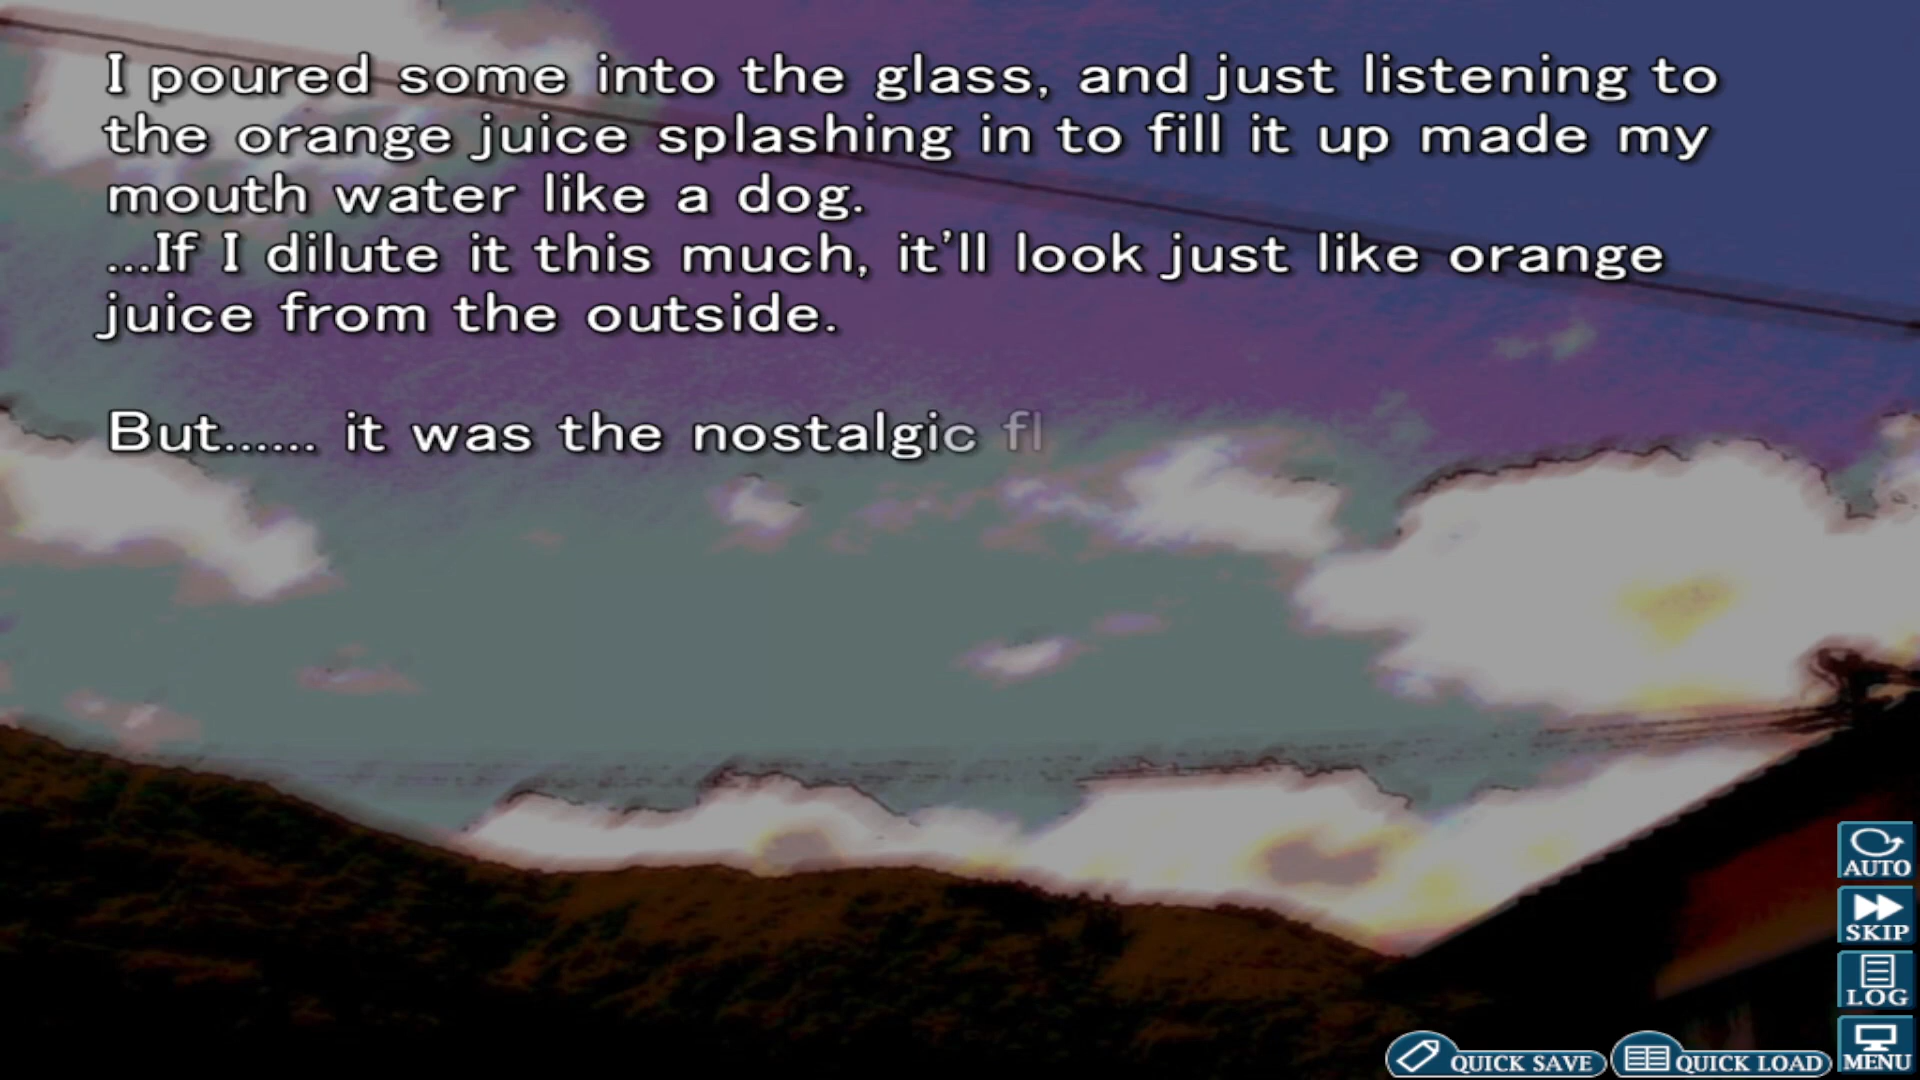 I poured some into the glass, and just listening to
the orange juice splashing in to fill it up made my
mouth water like a dog.
...If I dilute it this much, it'll look just like orange
juice from the outside.
But...... it was the nostalgic fl
AUTO
SKIP
LOG
QUICK SAVE
QUICK LOAD
MENU